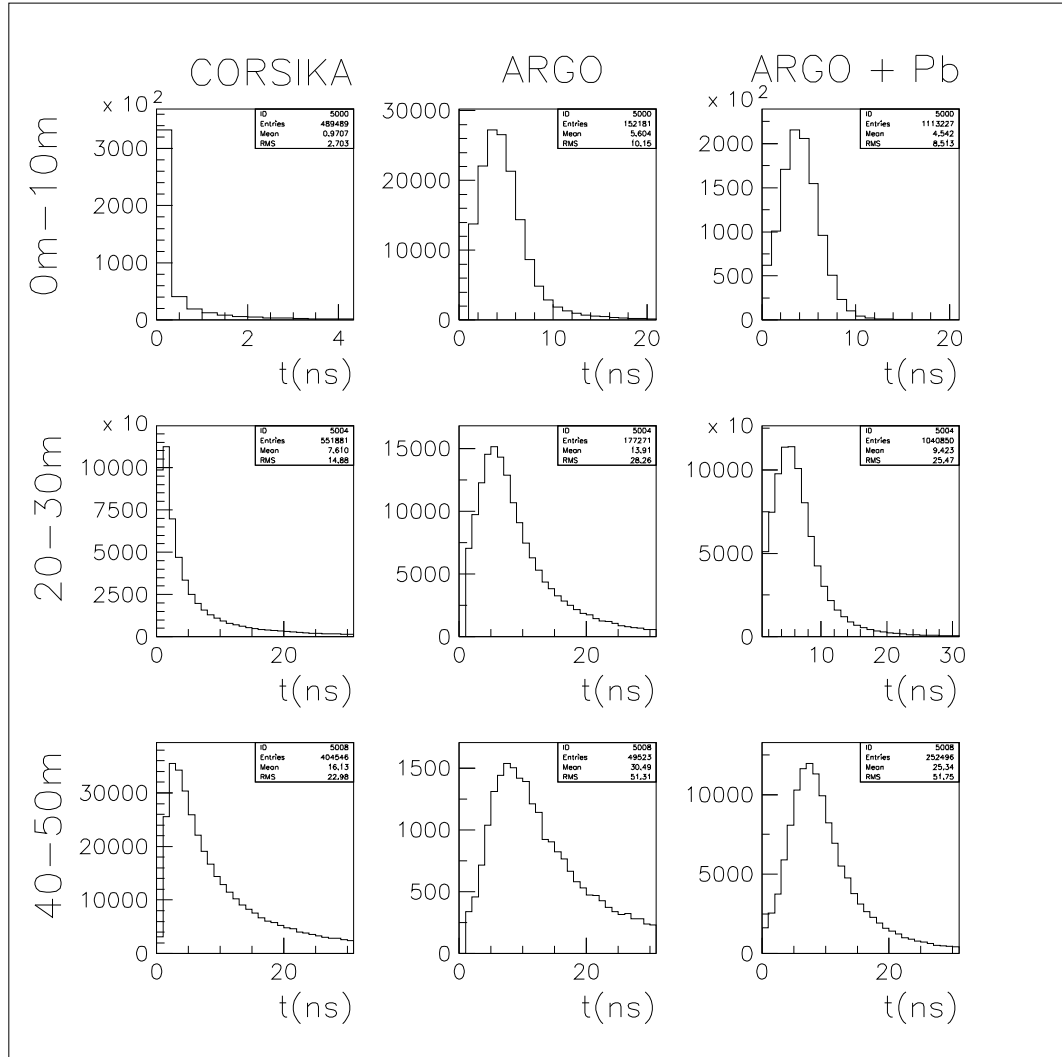 CORSIKA ARGO ARGO + Pb
0m-10m
x 10^2
ID 5000
Entries 489489
Mean 0.9707
RMS 2.703
3000
2000
1000
0
0 2 4
t(ns)
ID 5000
Entries 152181
Mean 5.604
RMS 10.15
30000
20000
10000
0
0 10 20
t(ns)
x 10^2
ID 5000
Entries 1113227
Mean 4.542
RMS 8.513
2000
1500
1000
500
0
0 10 20
t(ns)
20-30m
x 10
ID 5004
Entries 551881
Mean 7.610
RMS 14.88
10000
7500
5000
2500
0
0 20
t(ns)
ID 5004
Entries 177271
Mean 13.91
RMS 28.26
15000
10000
5000
0
0 20
t(ns)
x 10
ID 5004
Entries 1040850
Mean 9.423
RMS 25.47
10000
5000
0
10 20 30
t(ns)
40-50m
ID 5008
Entries 404546
Mean 16.13
RMS 22.98
30000
20000
10000
0
0 20
t(ns)
ID 5008
Entries 49523
Mean 30.49
RMS 51.31
1500
1000
500
0
0 20
t(ns)
ID 5008
Entries 252496
Mean 25.34
RMS 51.75
10000
5000
0
0 20
t(ns)